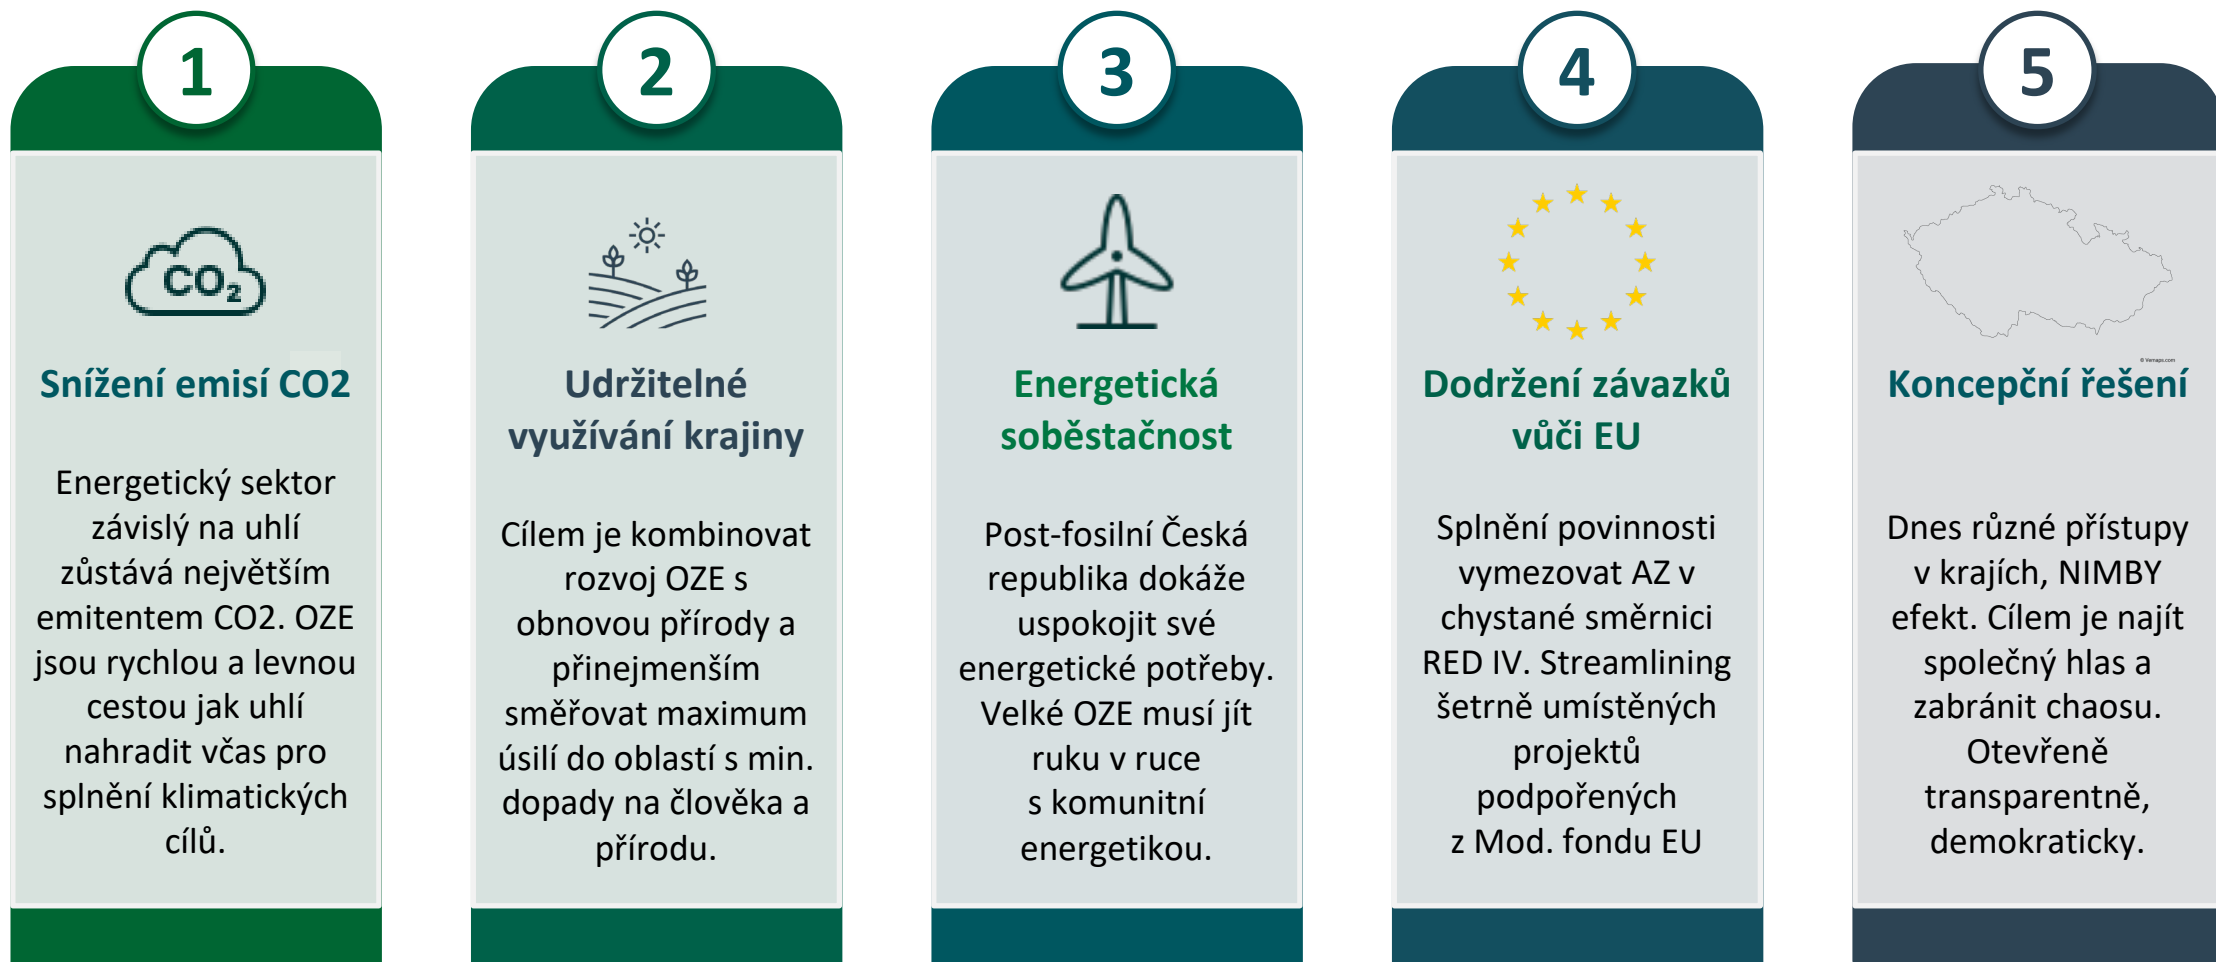 1
CO2
Snížení emisí CO2
Energetický sektor
závislý na uhlí
zůstává největším
emitentem CO2. OZE
jsou rychlou a levnou
cestou jak uhlí
nahradit včas pro
splnění klimatických
cílů.
2
Udržitelné
využívání krajiny
Cílem je kombinovat
rozvoj OZE s
obnovou přírody a
přinejmenším
směřovat maximum
úsilí do oblastí s min.
dopady na člověka a
přírodu.
3
Energetická
soběstačnost
Post-fosilní Česká
republika dokáže
uspokojit své
energetické potřeby.
Velké OZE musí jít
ruku v ruce
s komunitní
energetikou.
4
Dodržení závazků
vůči EU
Splnění povinnosti
vymezovat AZ v
chystané směrnici
RED IV. Streamlining
šetrně umístěných
projektů
podpořených
z Mod. fondu EU
5
© Vemaps.com
Koncepční řešení
Dnes různé přístupy
v krajích, NIMBY
efekt. Cílem je najít
společný hlas a
zabránit chaosu.
Otevřeně
transparentně,
demokraticky.